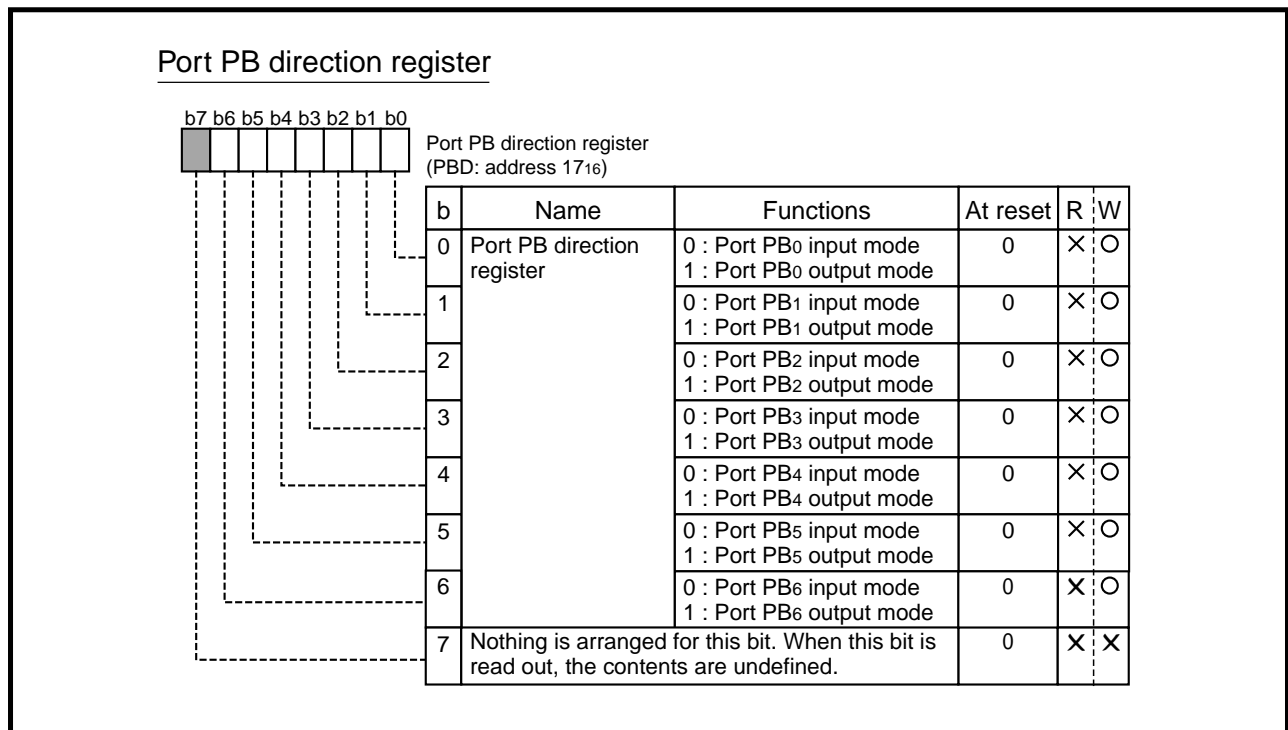 Port PB direction register
b7 b6 b5 b4 b3 b2 b1 b0
Port PB direction register
(PBD: address 1716)
b Name Functions At reset R W
0 Port PB direction register 0 : Port PB0 input mode 0 × O
1 : Port PB0 output mode
1 0 : Port PB1 input mode 0 × O
1 : Port PB1 output mode
2 0 : Port PB2 input mode 0 × O
1 : Port PB2 output mode
3 0 : Port PB3 input mode 0 × O
1 : Port PB3 output mode
4 0 : Port PB4 input mode 0 × O
1 : Port PB4 output mode
5 0 : Port PB5 input mode 0 × O
1 : Port PB5 output mode
6 0 : Port PB6 input mode 0 × O
1 : Port PB6 output mode
7 Nothing is arranged for this bit. When this bit is 0 × ×
read out, the contents are undefined.